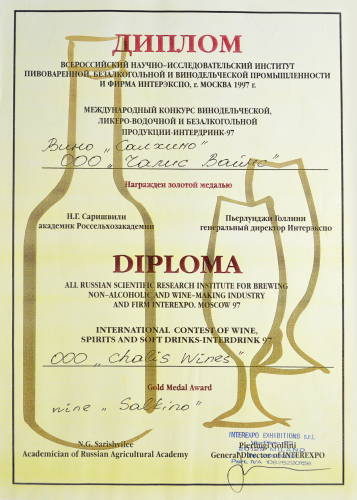 ДИПЛОМ
ВСЕРОССИЙСКИЙ НАУЧНО-ИССЛЕДОВАТЕЛЬСКИЙ ИНСТИТУТ
ПИВОВАРЕННОЙ, БЕЗАЛКОГОЛЬНОЙ И ВИНОДЕЛЬЧЕСКОЙ ПРОМЫШЛЕННОСТИ
И ФИРМА ИНТЕРЭКСПО, г. МОСКВА 1997 г.
МЕЖДУНАРОДНЫЙ КОНКУРС ВИНОДЕЛЬЧЕСКОЙ,
ЛИКЕРО-ВОДОЧНОЙ И БЕЗАЛКОГОЛЬНОЙ
ПРОДУКЦИИ-ИНТЕРДРИНК-97
Вино „Салхино"
ООО „Чалис Вайнс"
Награжден золотой медалью
Н.Г. Саришвили
академик Россельхозакадемии
Пьерлуиджи Голлини
генеральный директор Интерэкспо
DIPLOMA
ALL RUSSIAN SCIENTIFIC RESEARCH INSTITUTE FOR BREWING
NON-ALCOHOLIC AND WINE-MAKING INDUSTRY
AND FIRM INTEREXPO. MOSCOW 97
INTERNATIONAL CONTEST OF WINE,
SPIRITS AND SOFT DRINKS-INTERDRINK 97
ООО „Chalis Wines"
Gold Medal Award
wine „Salkino"
N.G. Sarishvilee
Academician of Russian Agricultural Academy
INTEREXPO EXHIBITIONS s.r.l.
Pierluigi
General Director of INTEREXPO
MILANO